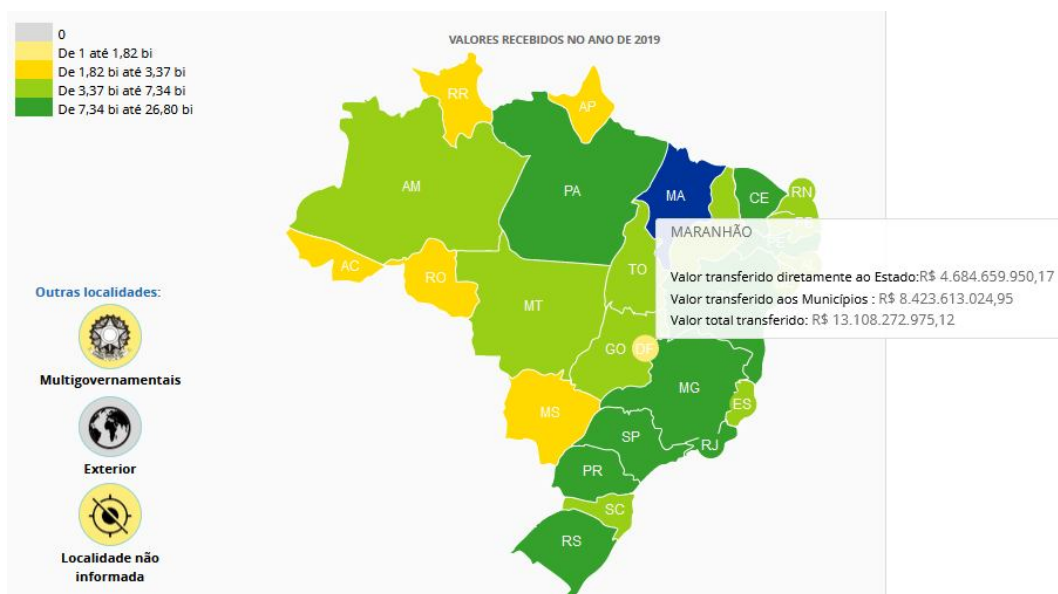 0
De 1 até 1,82 bi
De 1,82 bi até 3,37 bi
De 3,37 bi até 7,34 bi
De 7,34 bi até 26,80 bi
VALORES RECEBIDOS NO ANO DE 2019
RR
AP
AM
PA
MA
CE
RN
PB
PE
AC
RO
TO
MT
GO
DF
MS
MG
ES
SP
RJ
PR
SC
RS
MARANHÃO
Valor transferido diretamente ao Estado:R$ 4.684.659.950,17
Valor transferido aos Municípios : R$ 8.423.613.024,95
Valor total transferido: R$ 13.108.272.975,12
Outras localidades:
Multigovernamentais
Exterior
Localidade não
informada